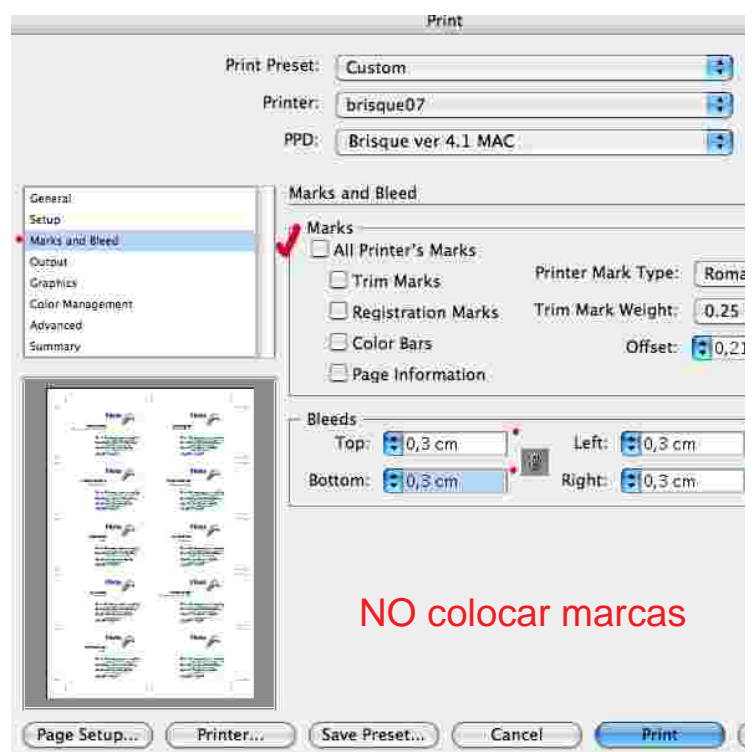 Print
Print Preset: Custom
Printer: brisque07
PPD: Brisque ver 4.1 MAC
General
Setup
Marks and Bleed
Output
Graphics
Color Management
Advanced
Summary
Marks and Bleed
Marks
All Printer's Marks
Trim Marks
Registration Marks
Color Bars
Page Information
Printer Mark Type: Roma
Trim Mark Weight: 0.25
Offset: 0,21
Bleeds
Top: 0,3 cm Left: 0,3 cm
Bottom: 0,3 cm Right: 0,3 cm
NO colocar marcas
Page Setup... Printer... Save Preset... Cancel Print